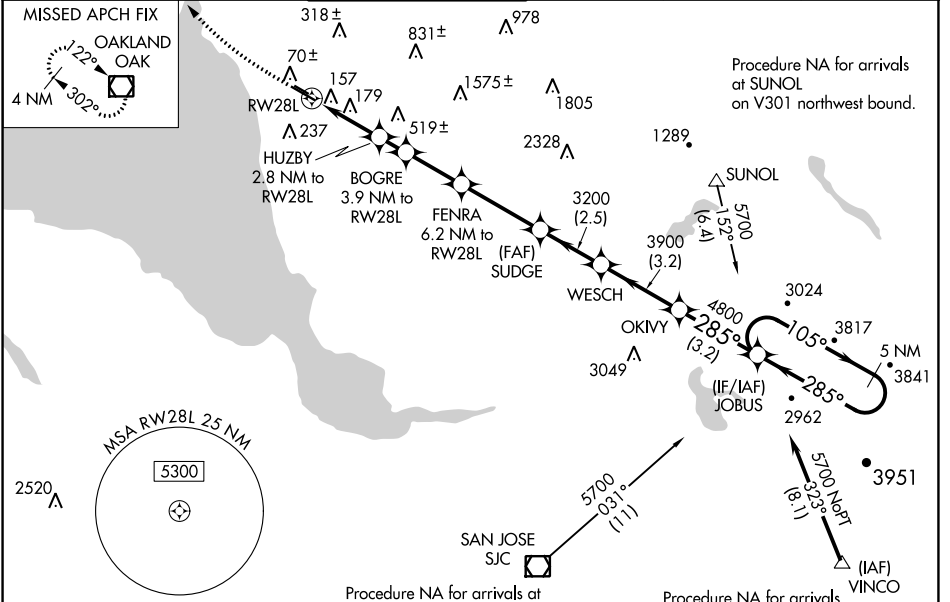 MISSED APCH FIX
OAKLAND
OAK
122°
302°
4 NM
318±
978
831±
70±
157
179
1575±
1805
RW28L
237
519±
2328
1289
Procedure NA for arrivals
at SUNOL
on V301 northwest bound.
HUZBY
2.8 NM to
RW28L
BOGRE
3.9 NM to
RW28L
FENRA
6.2 NM to
RW28L
(FAF)
SUDGE
3200
(2.5)
WESCH
3900
(3.2)
OKIVY
SUNOL
5700
152°
(6.4)
4800
285°
(3.2)
3049
3024
105°
3817
5 NM
3841
285°
(IF/IAF)
JOBUS
2962
3951
MSA RW28L 25 NM
5300
2520
5700
031°
(11)
SAN JOSE
SJC
5700 NoPT
323°
(8.1)
(IAF)
VINCO
Procedure NA for arrivals at
Procedure NA for arrivals